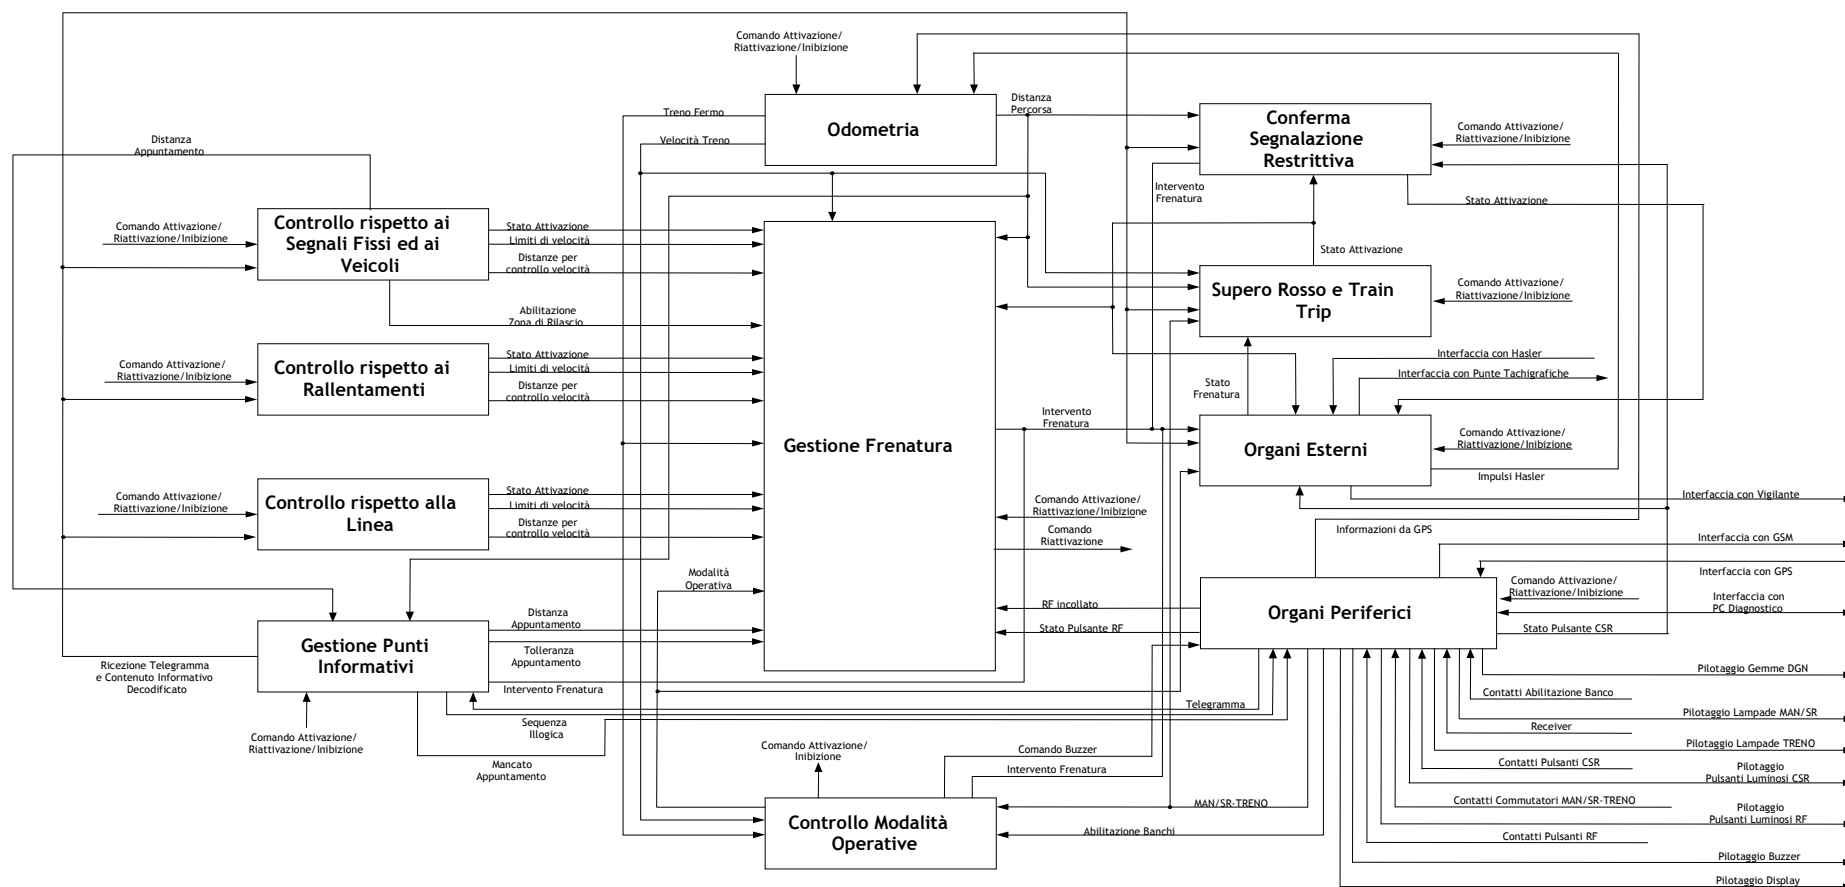 Comando Attivazione/
Riattivazione/Inibizione
Treno Fermo
Velocità Treno
Odometria
Distanza
Percorsa
Conferma
Segnalazione
Restrittiva
Comando Attivazione/
Riattivazione/Inibizione
Intervento
Frenatura
Stato Attivazione
Distanza
Appuntamento
Comando Attivazione/
Riattivazione/Inibizione
Controllo rispetto ai
Segnali Fissi ed ai
Veicoli
Stato Attivazione
Limiti di velocità
Distanze per
controllo velocità
Abilitazione
Zona di Rilascio
Stato Attivazione
Supero Rosso e Train
Trip
Comando Attivazione/
Riattivazione/Inibizione
Comando Attivazione/
Riattivazione/Inibizione
Controllo rispetto ai
Rallentamenti
Stato Attivazione
Limiti di velocità
Distanze per
controllo velocità
Gestione Frenatura
Interfaccia con Hasler
Interfaccia con Punte Tachigrafiche
Stato
Frenatura
Intervento
Frenatura
Organi Esterni
Comando Attivazione/
Riattivazione/Inibizione
Impulsi Hasler
Interfaccia con Vigilante
Comando Attivazione/
Riattivazione/Inibizione
Controllo rispetto alla
Linea
Stato Attivazione
Limiti di velocità
Distanze per
controllo velocità
Comando Attivazione/
Riattivazione/Inibizione
Comando
Riattivazione
Informazioni da GPS
Interfaccia con GSM
Interfaccia con GPS
Modalità
Operativa
Comando Attivazione/
Riattivazione/Inibizione
Interfaccia con
PC Diagnostico
RF incollato
Stato Pulsante RF
Organi Periferici
Stato Pulsante CSR
Gestione Punti
Informativi
Distanza
Appuntamento
Tolleranza
Appuntamento
Ricezione Telegramma
e Contenuto Informativo
Decodificato
Intervento Frenatura
Telegramma
Sequenza
Illogica
Mancato
Appuntamento
Comando Attivazione/
Riattivazione/Inibizione
Pilotaggio Gemme DGN
Contatti Abilitazione Banco
Pilotaggio Lampade MAN/SR
Receiver
Pilotaggio Lampade TRENO
Contatti Pulsanti CSR
Pilotaggio
Pulsanti Luminosi CSR
Contatti Commutatori MAN/SR-TRENO
Pilotaggio
Pulsanti Luminosi RF
Contatti Pulsanti RF
Pilotaggio Buzzer
Pilotaggio Display
Comando Attivazione/
Inibizione
Comando Buzzer
Intervento Frenatura
Controllo Modalità
Operative
MAN/SR-TRENO
Abilitazione Banchi